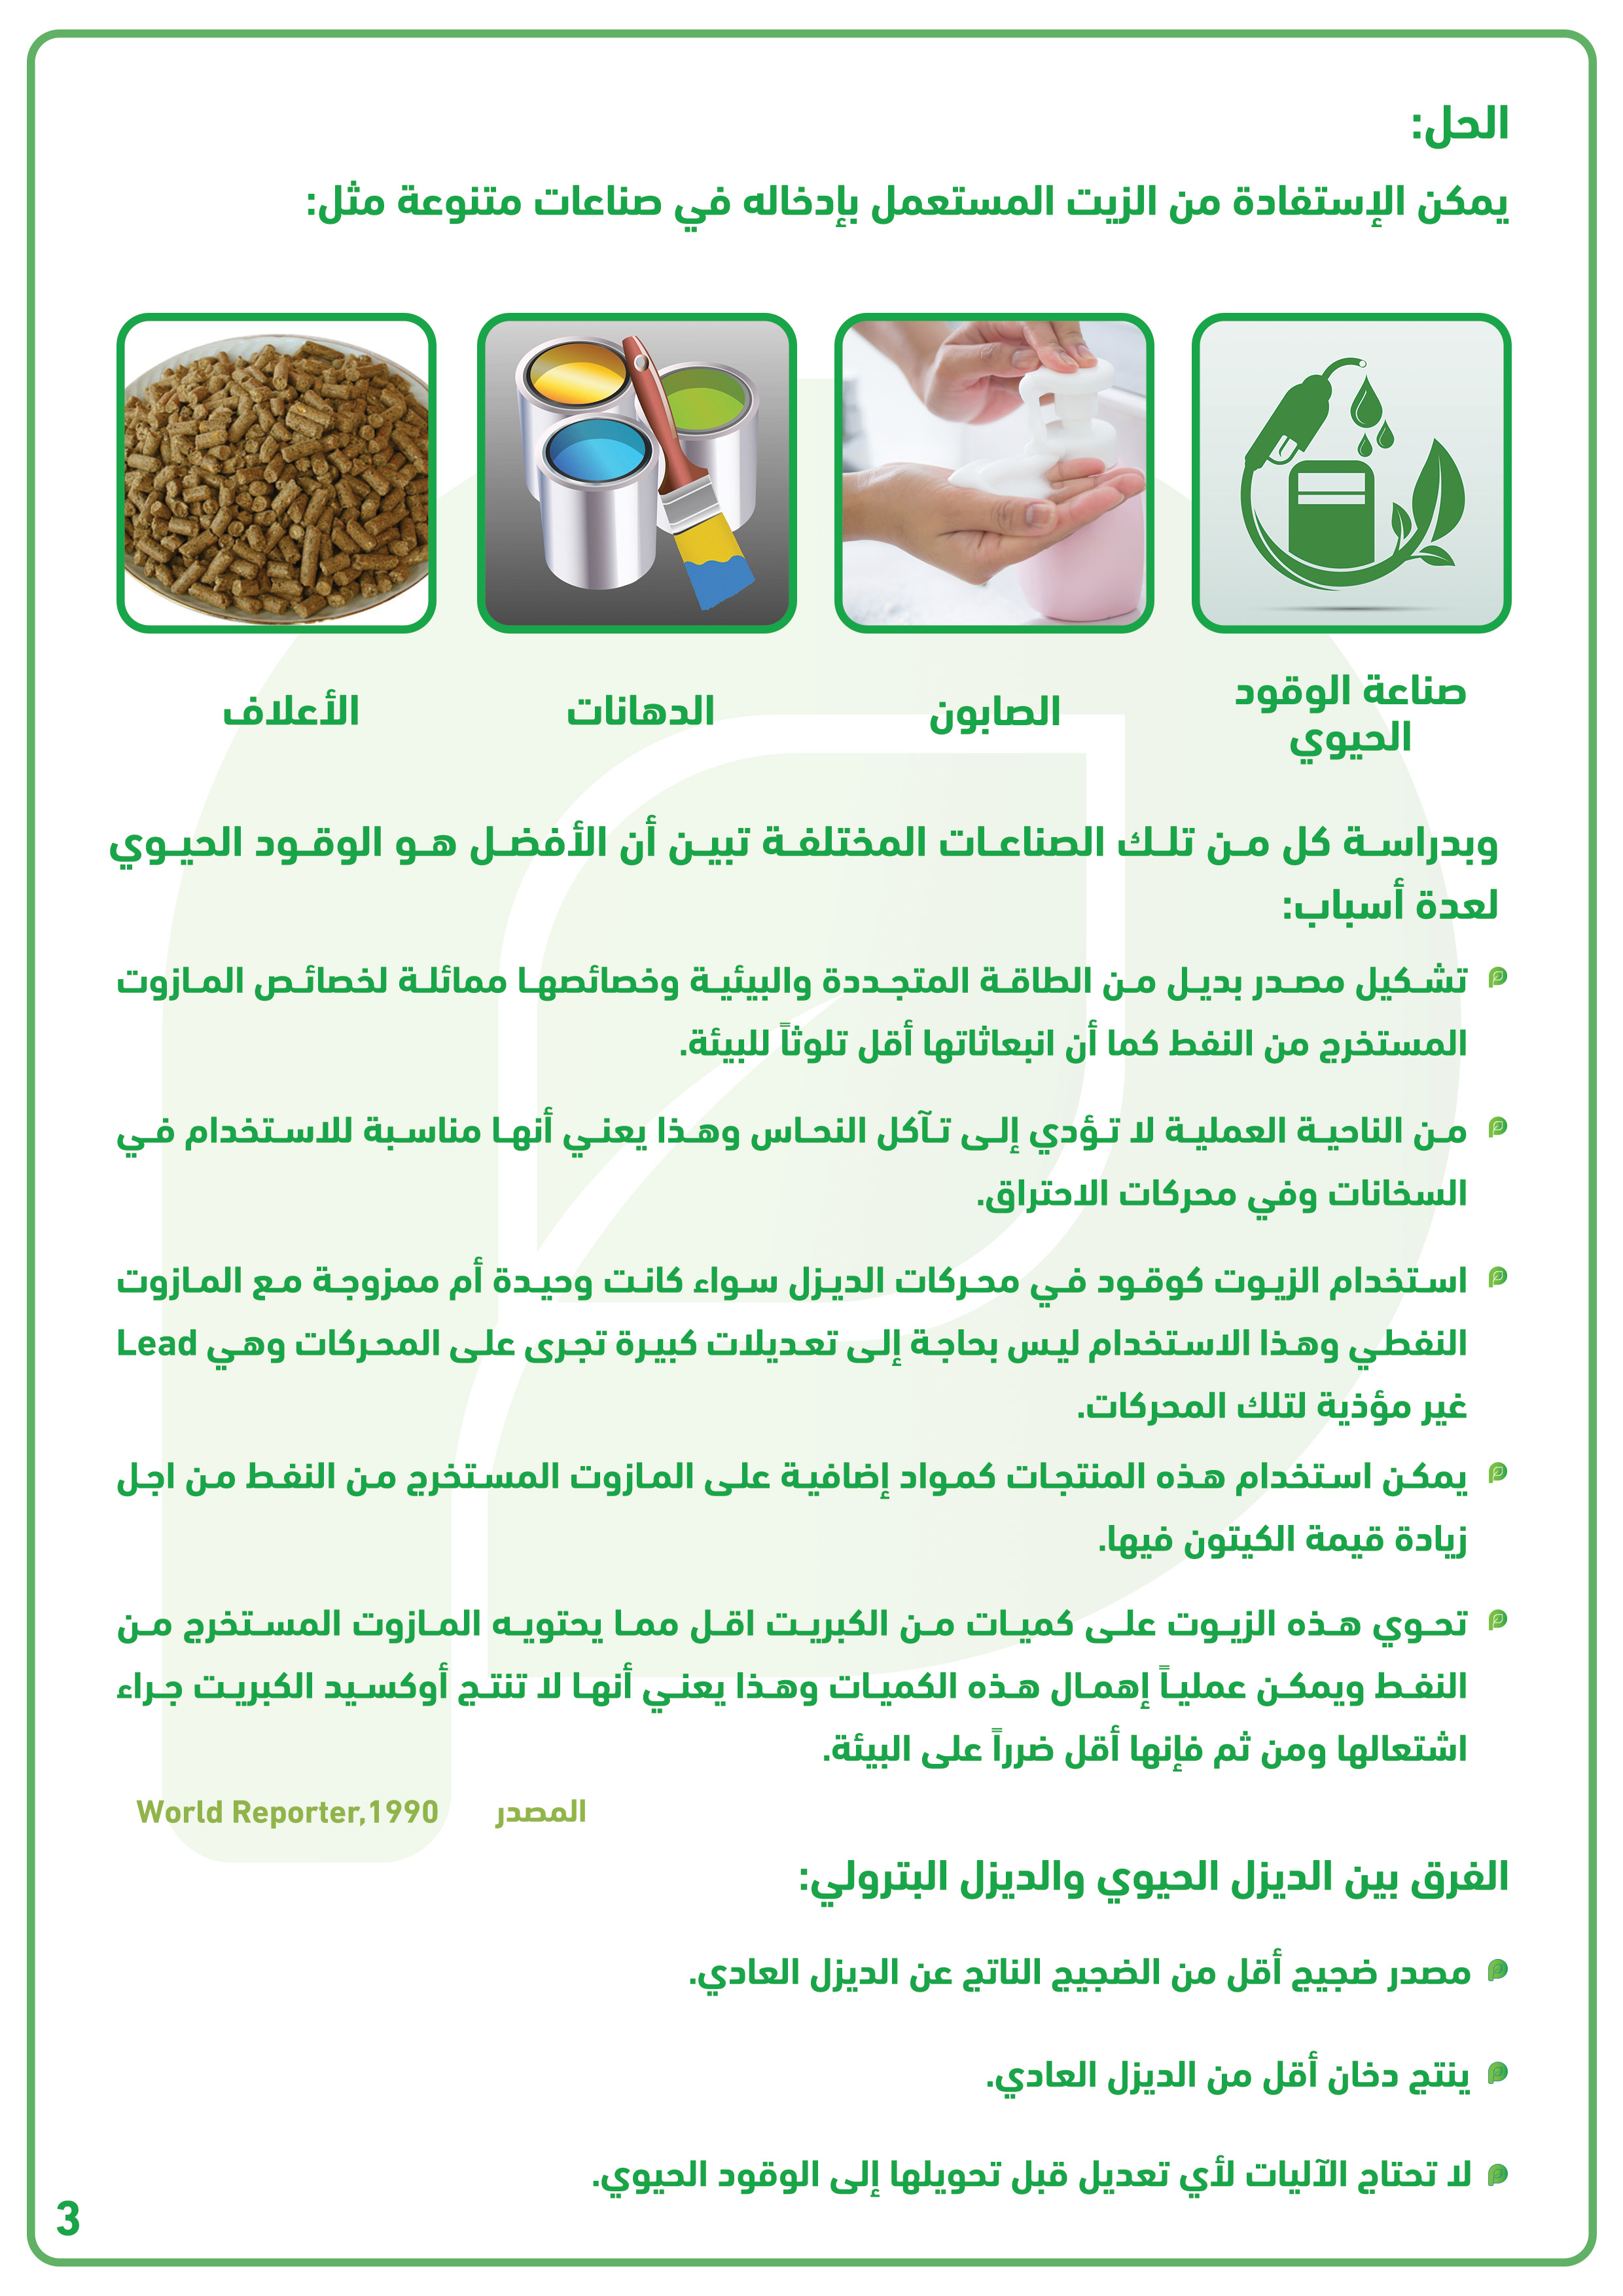 الحل:
يمكن الإستفادة من الزيت المستعمل بإدخاله في صناعات متنوعة مثل:
صناعة الوقود
الحيوي
الصابون
الدهانات
الأعلاف
وبدراسة كل من تلك الصناعات المختلفة تبين أن الأفضل هو الوقود الحيوي
لعدة أسباب:
تشكيل مصدر بديل من الطاقة المتجددة والبيئية وخصائصها مماثلة لخصائص المازوت
المستخرج من النفط كما أن انبعاثاتها أقل تلوثاً للبيئة.
من الناحية العملية لا تؤدي إلى تآكل النحاس وهذا يعني أنها مناسبة للاستخدام في
السخانات وفي محركات الاحتراق.
استخدام الزيوت كوقود في محركات الديزل سواء كانت وحيدة أم ممزوجة مع المازوت
النفطي وهذا الاستخدام ليس بحاجة إلى تعديلات كبيرة تجرى على المحركات وهي Lead
غير مؤذية لتلك المحركات.
يمكن استخدام هذه المنتجات كمواد إضافية على المازوت المستخرج من النفط من اجل
زيادة قيمة الكيتون فيها.
تحوي هذه الزيوت على كميات من الكبريت اقل مما يحتويه المازوت المستخرج من
النفط ويمكن عملياً إهمال هذه الكميات وهذا يعني أنها لا تنتج أوكسيد الكبريت جراء
اشتعالها ومن ثم فإنها أقل ضرراً على البيئة.
المصدر World Reporter,1990
الفرق بين الديزل الحيوي والديزل البترولي:
مصدر ضجيج أقل من الضجيج الناتج عن الديزل العادي.
ينتج دخان أقل من الديزل العادي.
لا تحتاج الآليات لأي تعديل قبل تحويلها إلى الوقود الحيوي.
3